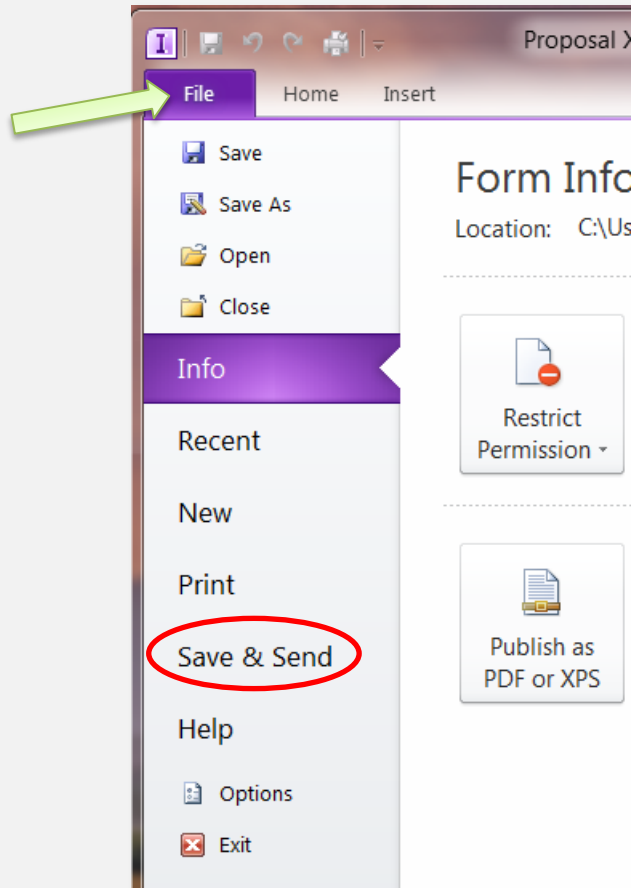 I
Proposal X
File Home Insert
Save
Save As
Open
Close
Info
Recent
New
Print
Save & Send
Help
Options
Exit
Form Info
Location: C:\Us
Restrict
Permission
Publish as
PDF or XPS